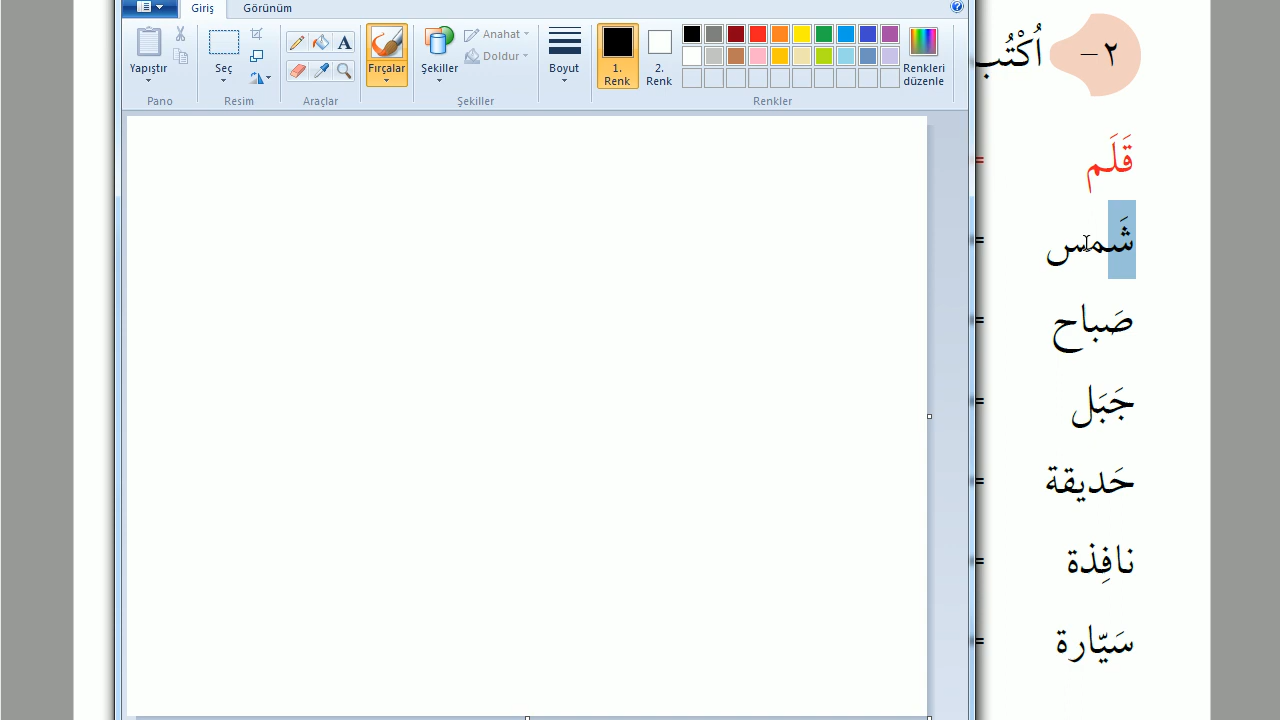 Giriş Görünüm
Yapıştır
Seç
A
Fırçalar
Şekiller
Anahat
Doldur
Boyut
1. Renk
2. Renk
Renkleri düzenle
Pano Resim Araçlar Şekiller Renkler
٢ – اُكْتُب
قَلَم =
شَمس =
صَباح =
جَبَل =
حَديقة =
نافِذة =
سَيّارة =